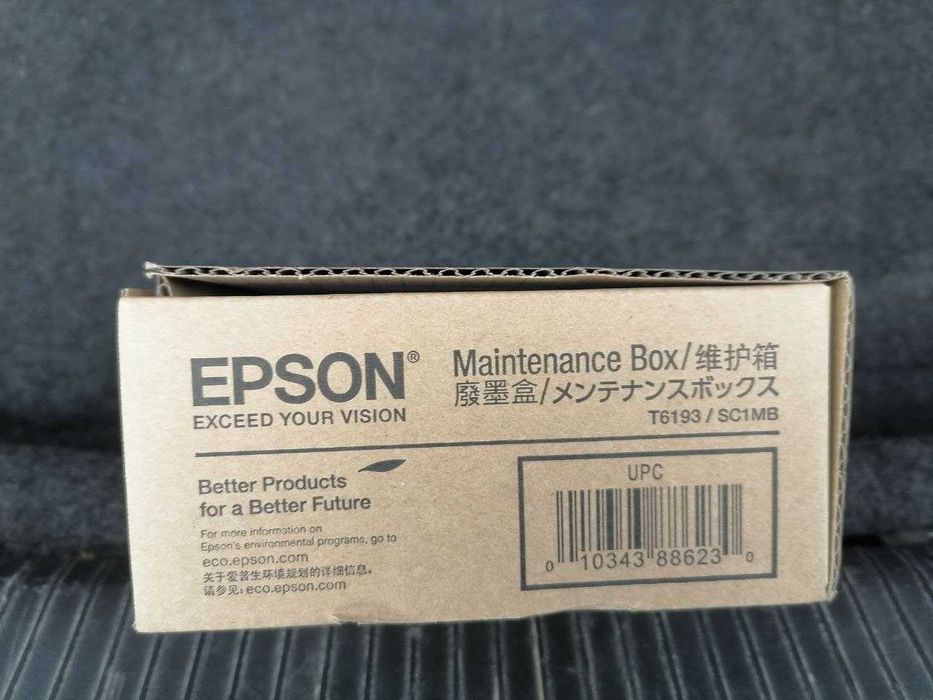 EPSON®
EXCEED YOUR VISION
Maintenance Box/维护箱
廢墨盒/メンテナンスボックス
T6193 / SC1MB
Better Products
for a Better Future
For more information on
Epson's environmental programs, go to
eco.epson.com
关于爱普生环境规划的详细信息，
请参见：eco.epson.com
UPC
0 10343 88623 0